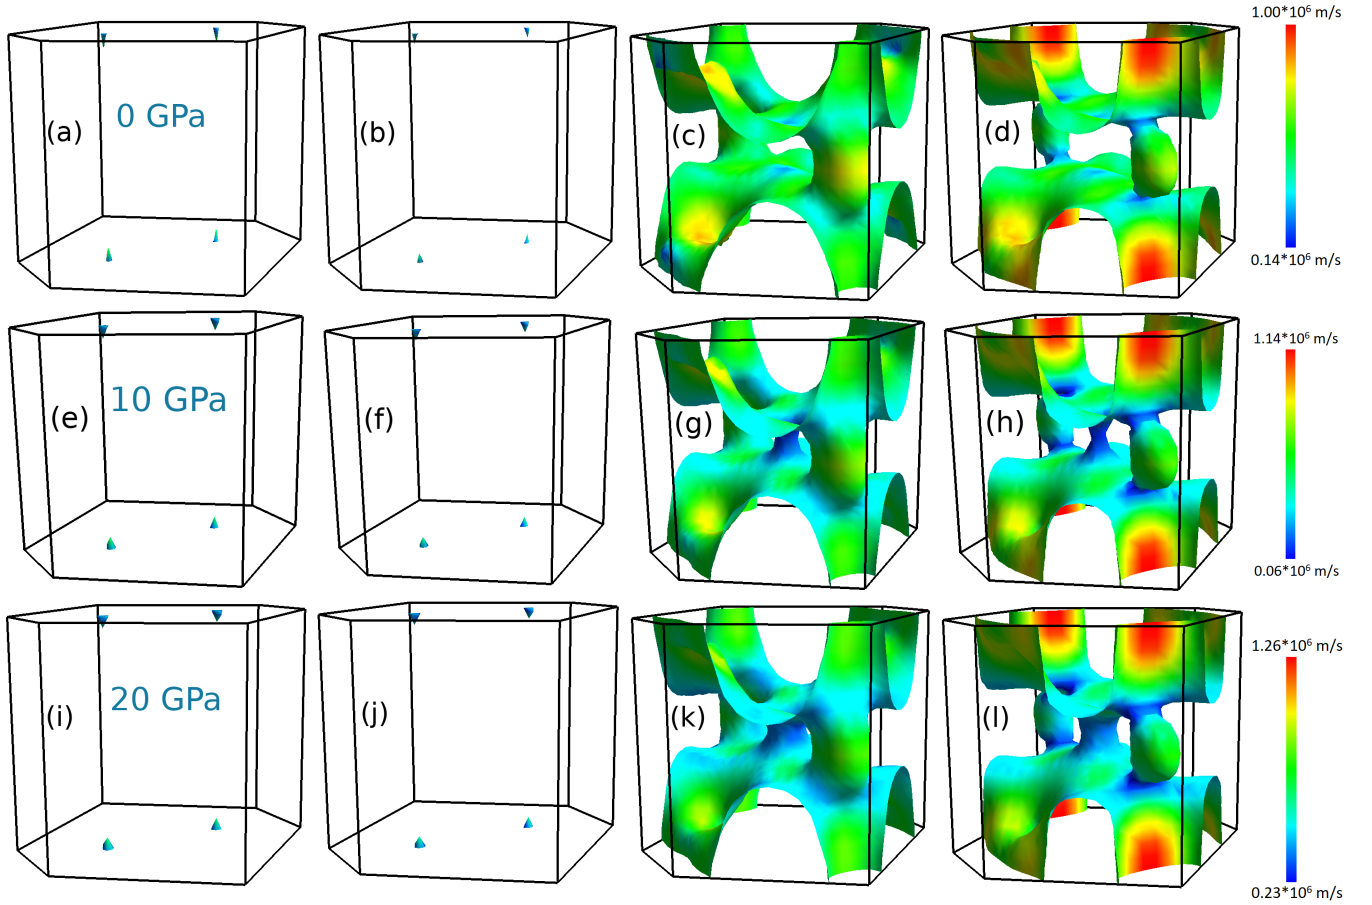 1.00*10⁶ m/s
0 GPa
(a)
(b)
(c)
(d)
0.14*10⁶ m/s
1.14*10⁶ m/s
10 GPa
(e)
(f)
(g)
(h)
0.06*10⁶ m/s
1.26*10⁶ m/s
20 GPa
(i)
(j)
(k)
(l)
0.23*10⁶ m/s